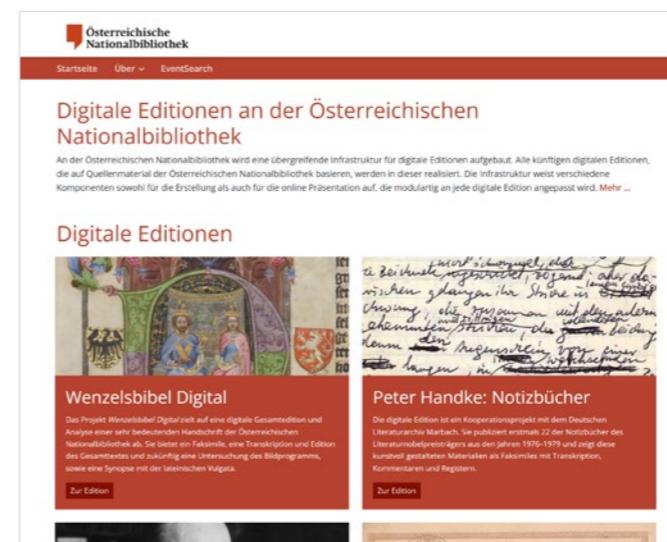 Österreichische
Nationalbibliothek
Startseite Über EventSearch
Digitale Editionen an der Österreichischen
Nationalbibliothek
An der Österreichischen Nationalbibliothek wird eine übergreifende Infrastruktur für digitale Editionen aufgebaut. Alle künftigen digitalen Editionen,
die auf Quellenmaterial der Österreichischen Nationalbibliothek basieren, werden in dieser realisiert. Die Infrastruktur weist verschiedene
Komponenten sowohl für die Erstellung als auch für die online Präsentation auf, die modulartig an jede digitale Edition angepasst wird. Mehr ...
Digitale Editionen
Wenzelsbibel Digital
Das Projekt Wenzelsbibel Digital zielt auf eine digitale Gesamtedition und
Analyse einer sehr bedeutenden Handschrift der Österreichischen
Nationalbibliothek ab. Sie bietet ein Faksimile, eine Transkription und Edition
des Gesamttextes und zukünftig eine Untersuchung des Bildprogramms,
sowie eine Synopse mit der lateinischen Vulgata.
Zur Edition
Peter Handke: Notizbücher
Die digitale Edition ist ein Kooperationsprojekt mit dem Deutschen
Literaturarchiv Marbach. Sie publiziert erstmals 22 der Notizbücher des
Literaturnobelpreisträgers aus den Jahren 1976–1979 und zeigt diese
kunstvoll gestalteten Materialien als Faksimiles mit Transkription,
Kommentaren und Registern.
Zur Edition